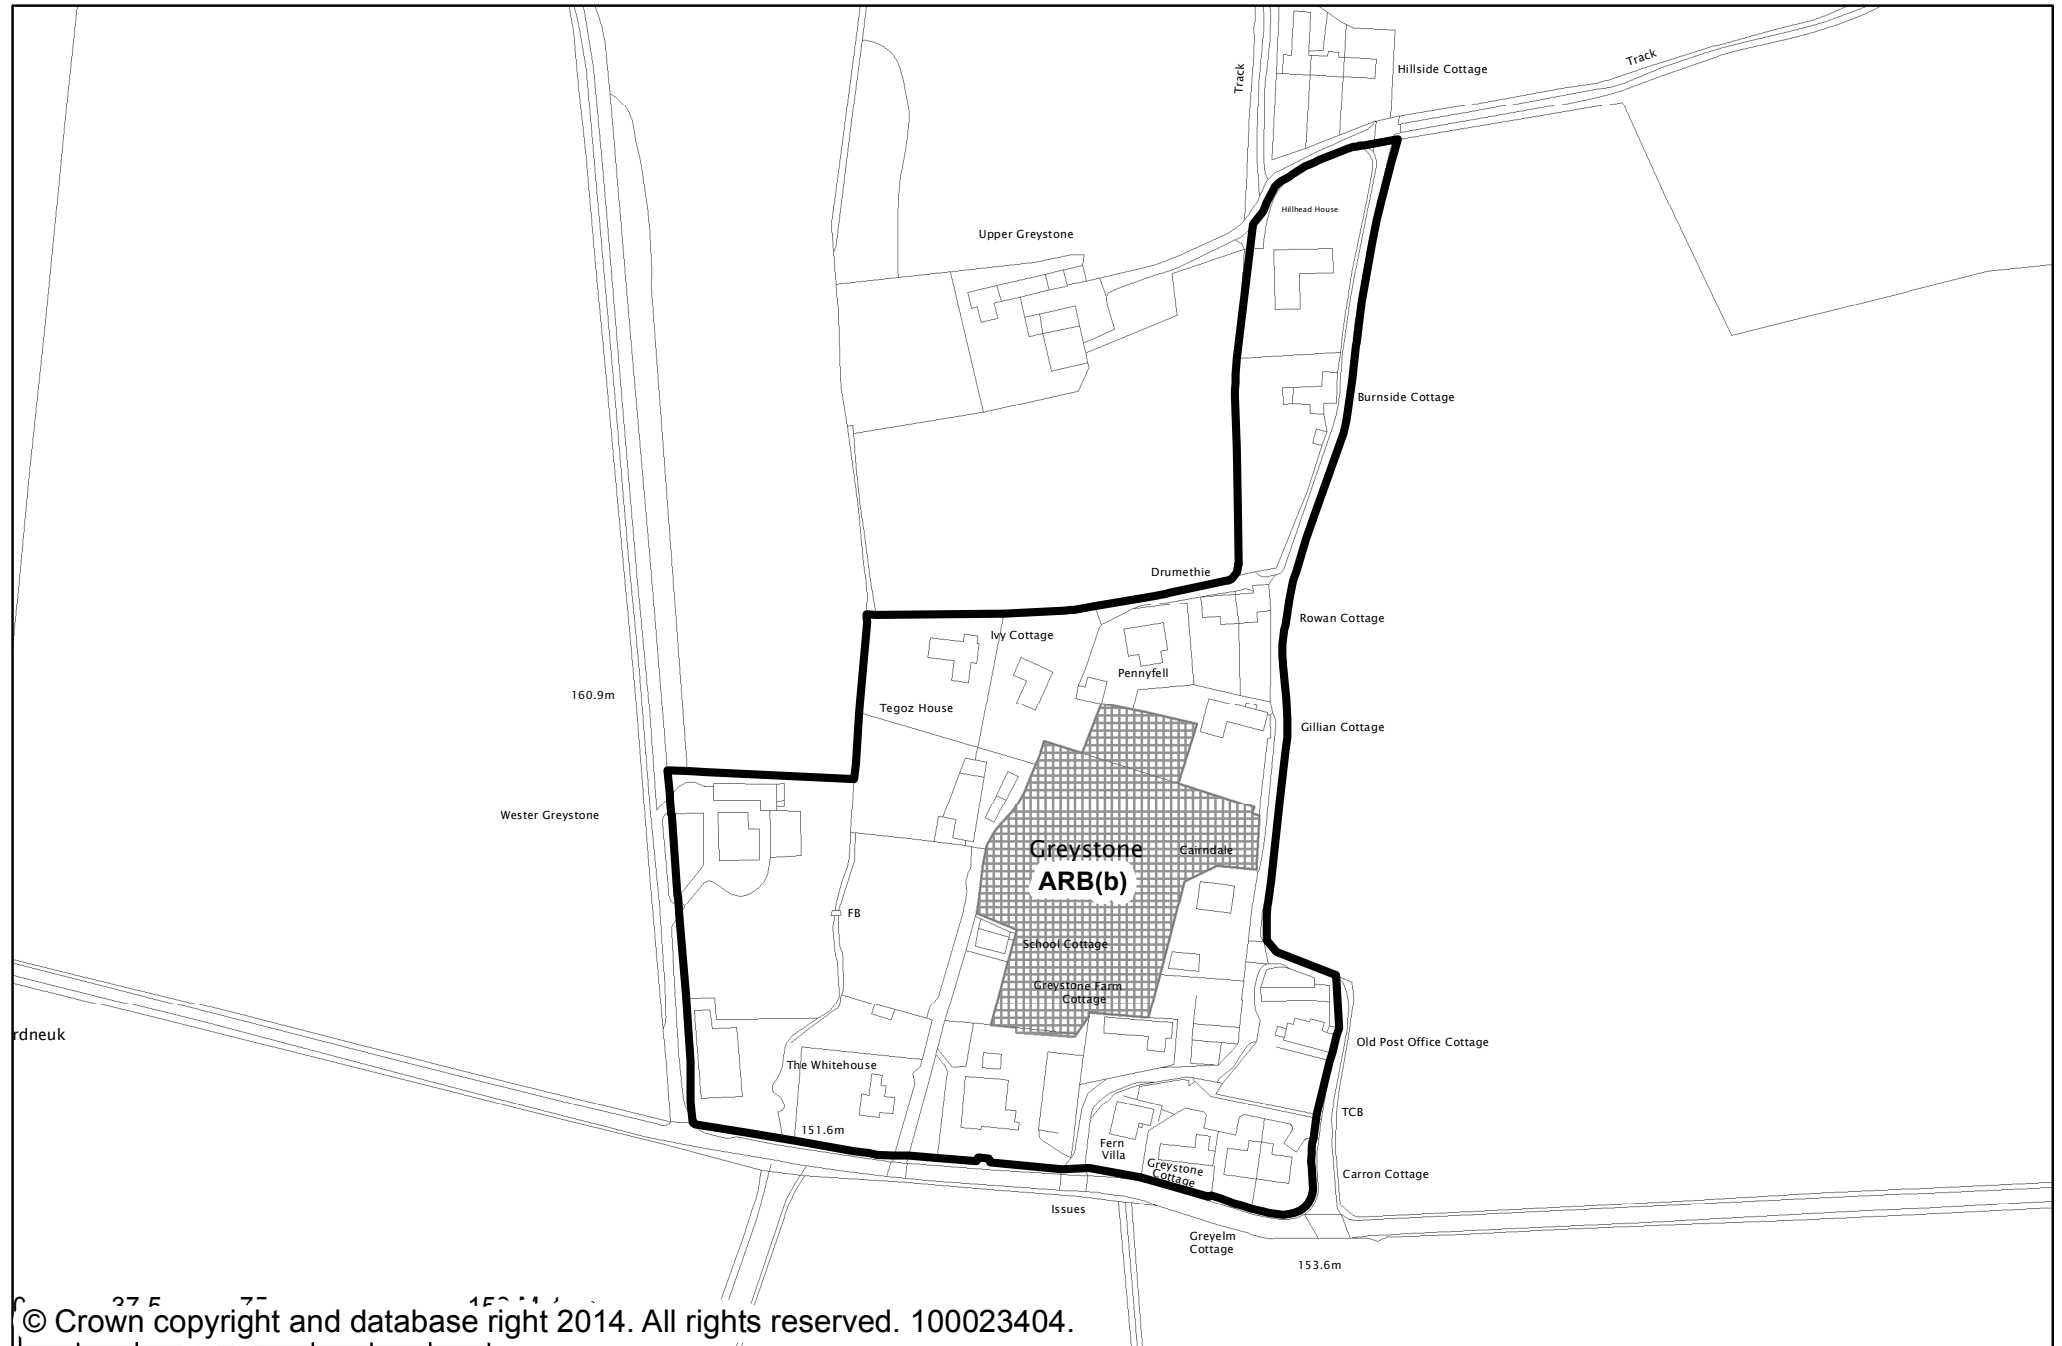 Hillside Cottage
Track
Track
Hillhead House
Upper Greystone
Burnside Cottage
Drumethie
Rowan Cottage
Ivy Cottage
Pennyfell
160.9m
Tegoz House
Gillian Cottage
Wester Greystone
Greystone
Cairndale
ARB(b)
FB
School Cottage
Greystone Farm
Cottage
rdneuk
Old Post Office Cottage
The Whitehouse
TCB
151.6m
Fern
Villa
Greystone
Cottage
Carron Cottage
Issues
Greyelm
Cottage
153.6m
37.5 75
© Crown copyright and database right 2014. All rights reserved. 100023404.